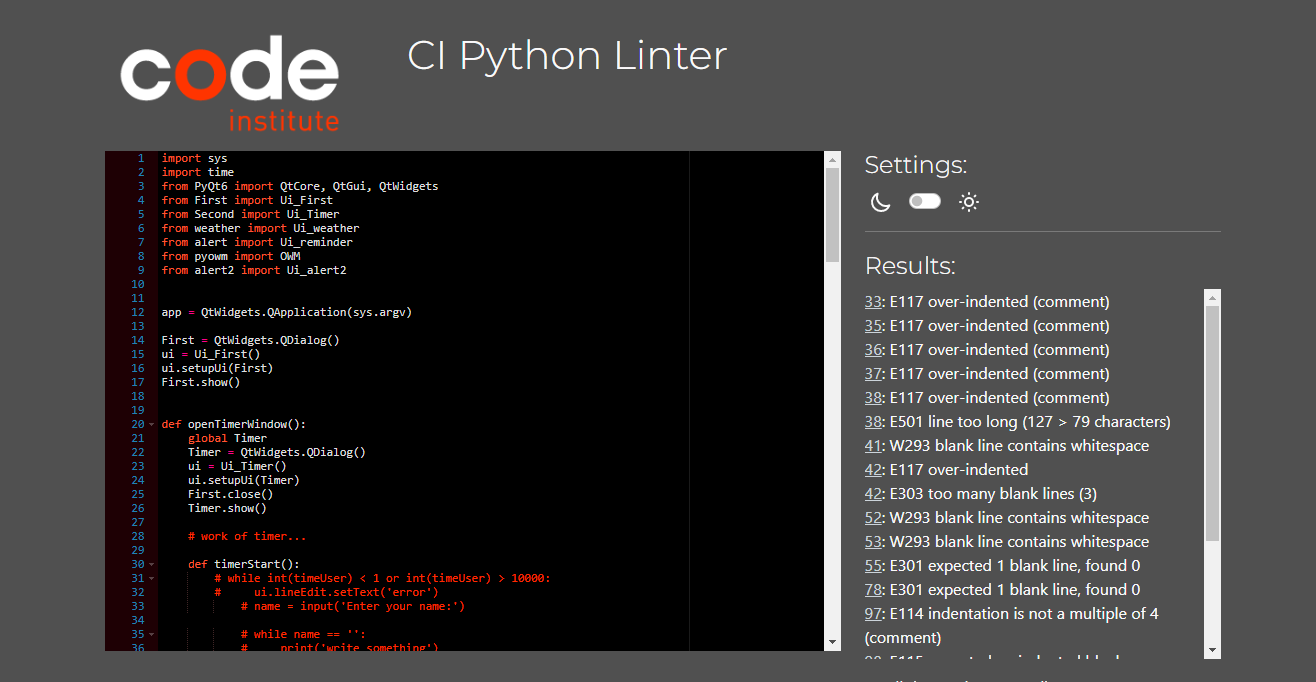 code
institute
CI Python Linter
1 import sys
2 import time
3 from PyQt6 import QtCore, QtGui, QtWidgets
4 from First import Ui_First
5 from Second import Ui_Timer
6 from weather import Ui_weather
7 from alert import Ui_reminder
8 from pyowm import OWM
9 from alert2 import Ui_alert2
10
11
12 app = QtWidgets.QApplication(sys.argv)
13
14 First = QtWidgets.QDialog()
15 ui = Ui_First()
16 ui.setupUi(First)
17 First.show()
18
19
20 def openTimerWindow():
21     global Timer
22     Timer = QtWidgets.QDialog()
23     ui = Ui_Timer()
24     ui.setupUi(Timer)
25     First.close()
26     Timer.show()
27
28     # work of timer...
29
30     def timerStart():
31         # while int(timeUser) < 1 or int(timeUser) > 10000:
32         #     ui.lineEdit.setText('error')
33             # name = input('Enter your name:')
34
35             # while name == '':
36             #     print('write something')
Settings:
Results:
33: E117 over-indented (comment)
35: E117 over-indented (comment)
36: E117 over-indented (comment)
37: E117 over-indented (comment)
38: E117 over-indented (comment)
38: E501 line too long (127 > 79 characters)
41: W293 blank line contains whitespace
42: E117 over-indented
42: E303 too many blank lines (3)
52: W293 blank line contains whitespace
53: W293 blank line contains whitespace
55: E301 expected 1 blank line, found 0
78: E301 expected 1 blank line, found 0
97: E114 indentation is not a multiple of 4
(comment)